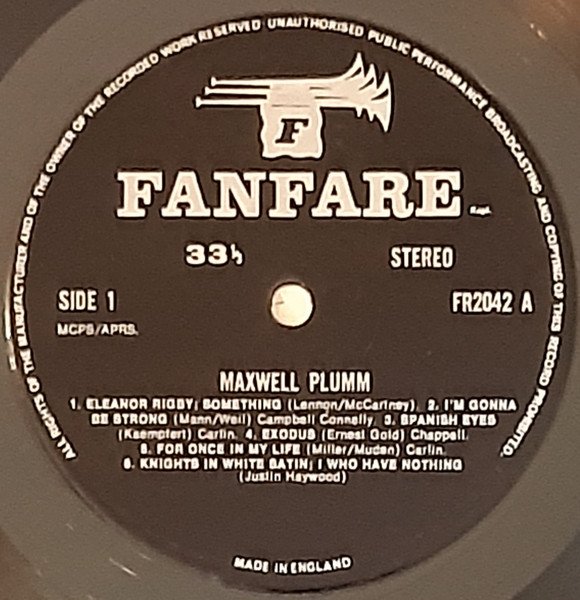 ALL RIGHTS OF THE MANUFACTURER AND OF THE OWNER OF THE RECORDED WORK RESERVED UNAUTHORISED PUBLIC PERFORMANCE BROADCASTING AND COPYING OF THIS RECORD PROHIBITED.
F
FANFARE
Regd.
33⅓ STEREO
SIDE 1 FR2042 A
MCPS/APRS.
MAXWELL PLUMM
1. ELEANOR RIGBY; SOMETHING (Lennon/McCartney). 2. I'M GONNA
BE STRONG (Mann/Weil) Campbell Connelly. 3. SPANISH EYES
(Kaempfert) Carlin. 4. EXODUS (Ernest Gold) Chappell.
5. FOR ONCE IN MY LIFE (Miller/Muden) Carlin.
6. KNIGHTS IN WHITE SATIN; I WHO HAVE NOTHING
(Justin Haywood)
MADE IN ENGLAND